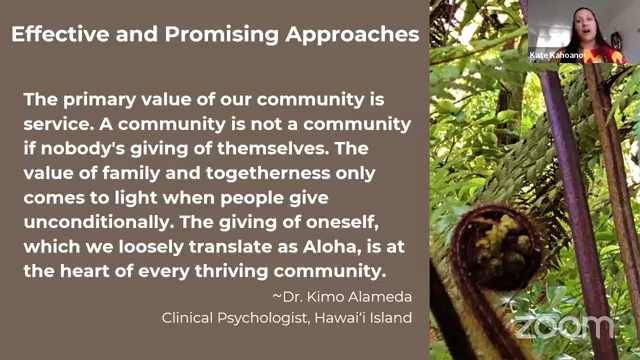 Effective and Promising Approaches
Kate Kahoano
The primary value of our community is
service. A community is not a community
if nobody's giving of themselves. The
value of family and togetherness only
comes to light when people give
unconditionally. The giving of oneself,
which we loosely translate as Aloha, is at
the heart of every thriving community.
~Dr. Kimo Alameda
Clinical Psychologist, Hawaiʻi Island
zoom